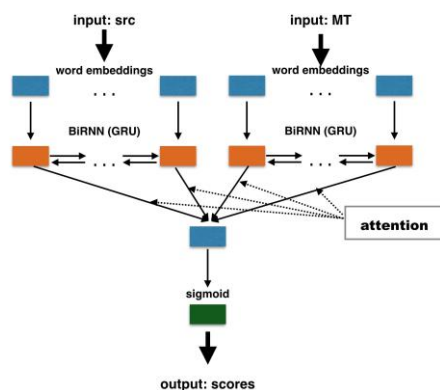 input: src
input: MT
word embeddings
word embeddings
. . .
. . .
BiRNN (GRU)
BiRNN (GRU)
. . .
. . .
attention
sigmoid
output: scores